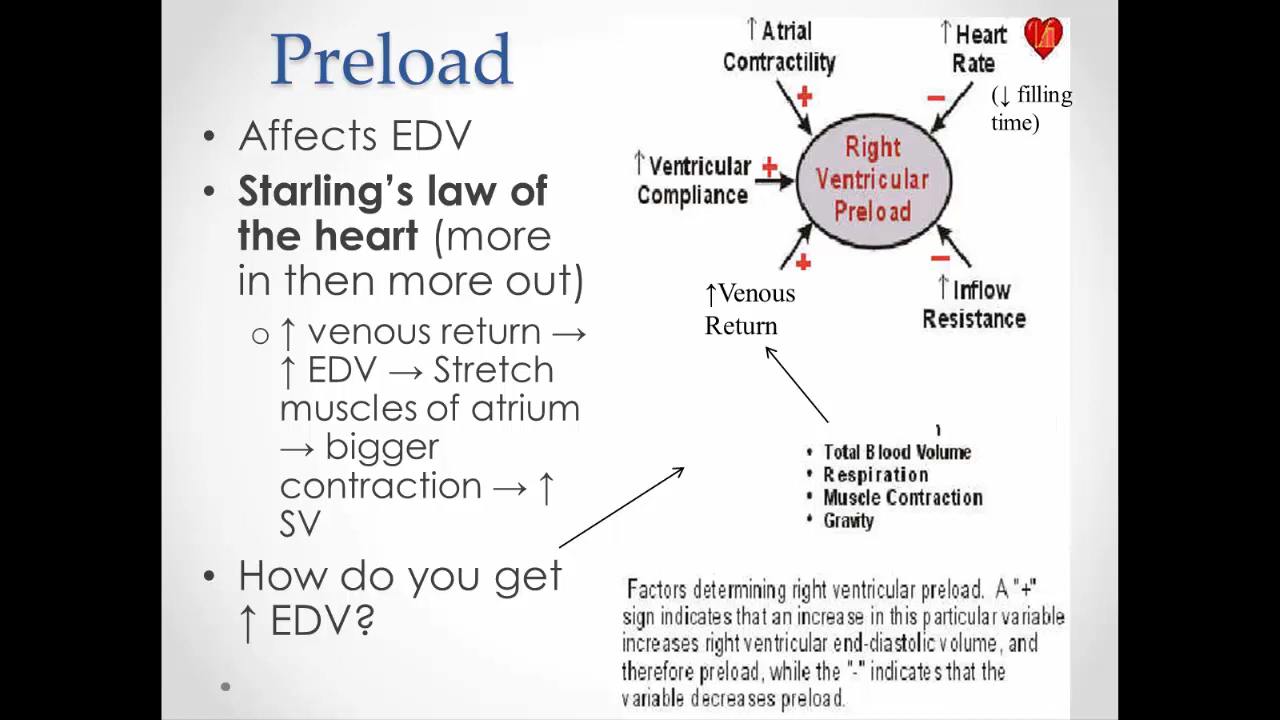 Preload
• Affects EDV
• Starling's law of
the heart (more
in then more out)
o ↑ venous return →
↑ EDV → Stretch
muscles of atrium
→ bigger
contraction → ↑
SV
• How do you get
↑ EDV?
•
↑ Atrial
Contractility
↑ Heart
Rate
(↓ filling
time)
↑ Ventricular
Compliance
Right
Ventricular
Preload
↑Venous
Return
↑ Inflow
Resistance
• Total Blood Volume
• Respiration
• Muscle Contraction
• Gravity
Factors determining right ventricular preload. A "+"
sign indicates that an increase in this particular variable
increases right ventricular end-diastolic volume, and
therefore preload, while the "-" indicates that the
variable decreases preload.